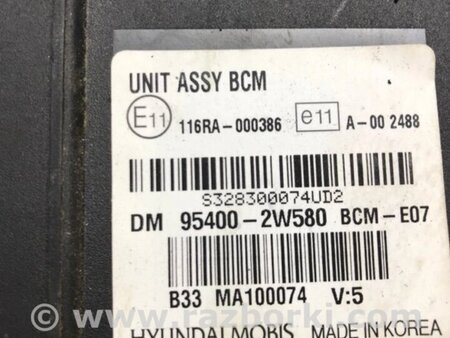 UNIT ASSY BCM
E11 116RA-000386 e11 A-00 2488
S328300074UD2
DM 95400-2W580 BCM-E07
B33 MA100074 V:5
HYUNDAI MOBIS MADE IN KOREA
© www.razborki.com